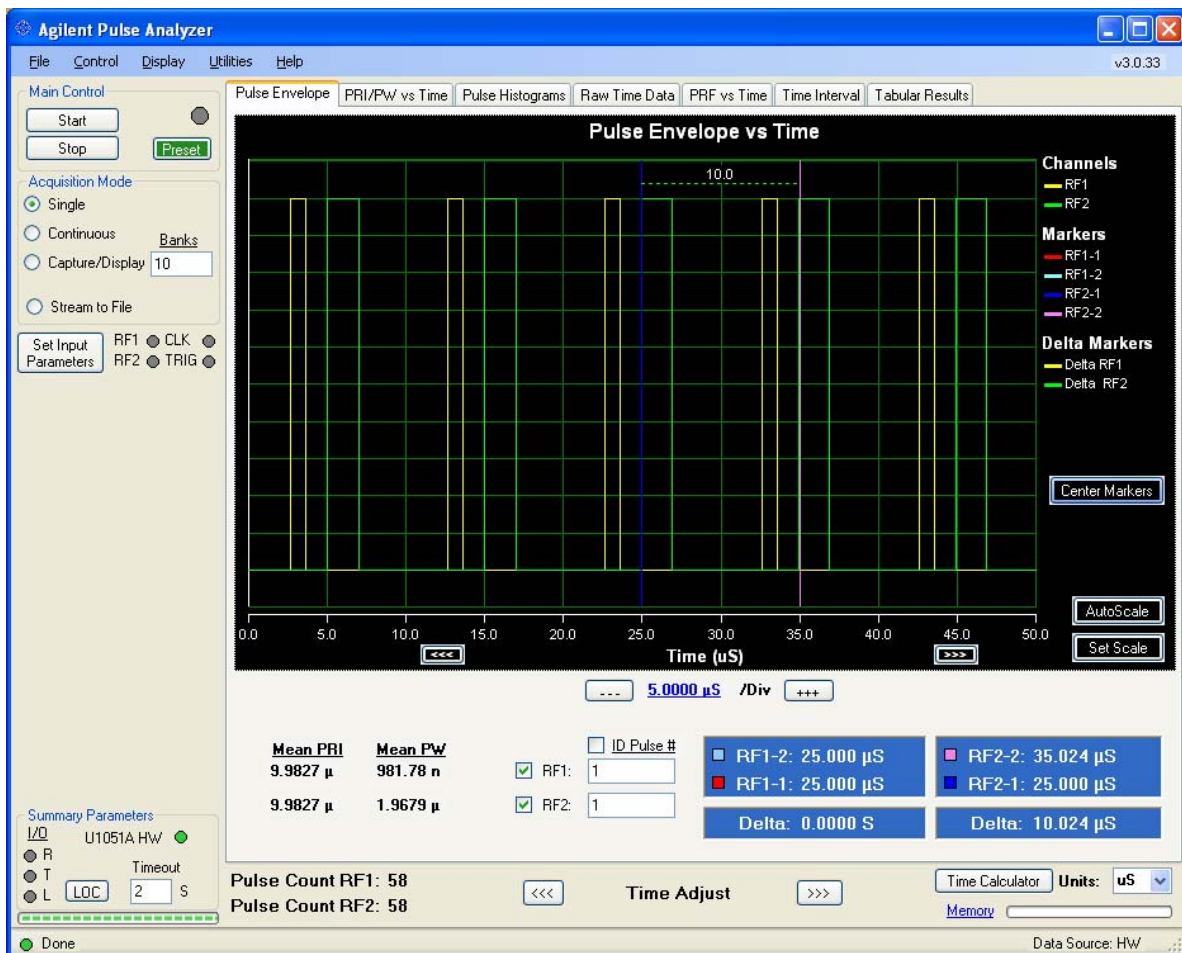 Agilent Pulse Analyzer
File Control Display Utilities Help v3.0.33
Main Control
Start
Stop Preset
Acquisition Mode
Single
Continuous Banks
Capture/Display 10
Stream to File
Set Input Parameters
RF1 CLK
RF2 TRIG
Pulse Envelope PRI/PW vs Time Pulse Histograms Raw Time Data PRF vs Time Time Interval Tabular Results
Pulse Envelope vs Time
10.0
Channels
RF1
RF2
Markers
RF1-1
RF1-2
RF2-1
RF2-2
Delta Markers
Delta RF1
Delta RF2
Center Markers
AutoScale
Set Scale
0.0 5.0 10.0 15.0 20.0 25.0 30.0 35.0 40.0 45.0 50.0
<<< Time (uS) >>>
--- 5.0000 µS /Div +++
Mean PRI Mean PW
9.9827 µ 981.78 n
9.9827 µ 1.9679 µ
ID Pulse #
RF1: 1
RF2: 1
RF1-2: 25.000 µS
RF1-1: 25.000 µS
Delta: 0.0000 S
RF2-2: 35.024 µS
RF2-1: 25.000 µS
Delta: 10.024 µS
Summary Parameters
I/O U1051A HW
R
T Timeout
L LOC 2 S
Pulse Count RF1: 58
Pulse Count RF2: 58
<<< Time Adjust >>>
Time Calculator Units: uS
Memory
Done Data Source: HW